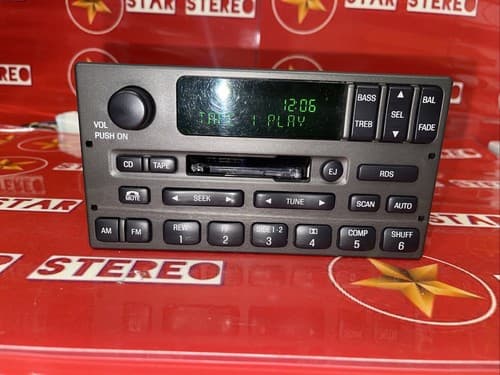 STAR STEREO
STAR STEREO
STEREO
12:06
TAPE 1 PLAY
BASS
TREB
SEL
BAL
FADE
VOL
PUSH ON
CD
TAPE
EJ
RDS
MUTE
SEEK
TUNE
SCAN
AUTO
AM
FM
REW
1
2
SIDE 1·2
3
4
COMP
5
SHUFF
6
STAR
STAR
STEREO